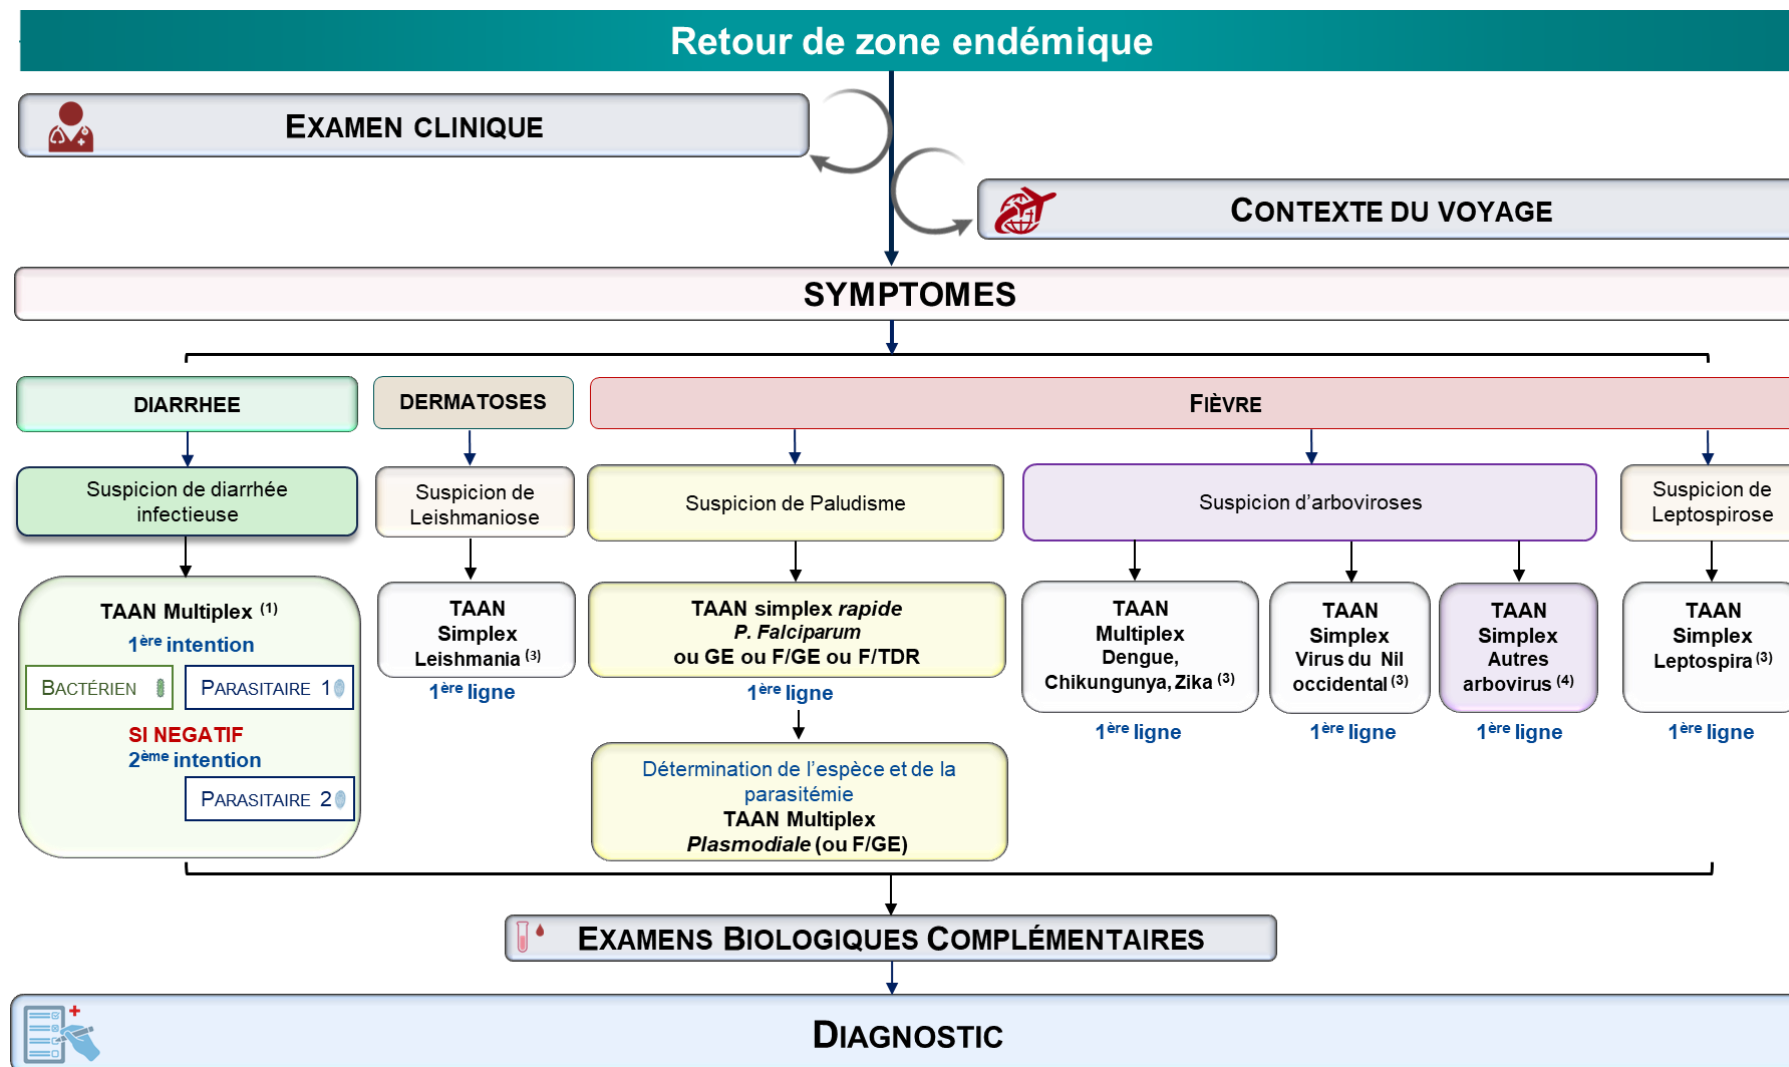 Retour de zone endémique
EXAMEN CLINIQUE
CONTEXTE DU VOYAGE
SYMPTOMES
DIARRHEE
Suspicion de diarrhée
infectieuse
TAAN Multiplex (1)
1ère intention
BACTÉRIEN
PARASITAIRE 1
SI NEGATIF
2ème intention
PARASITAIRE 2
DERMATOSES
Suspicion de
Leishmaniose
TAAN
Simplex
Leishmania (3)
1ère ligne
FIÈVRE
Suspicion de Paludisme
TAAN simplex rapide
P. Falciparum
ou GE ou F/GE ou F/TDR
1ère ligne
Détermination de l'espèce et de la
parasitémie
TAAN Multiplex
Plasmodiale (ou F/GE)
Suspicion d'arboviroses
TAAN
Multiplex
Dengue,
Chikungunya, Zika (3)
1ère ligne
TAAN
Simplex
Virus du Nil
occidental (3)
1ère ligne
TAAN
Simplex
Autres
arbovirus (4)
1ère ligne
Suspicion de
Leptospirose
TAAN
Simplex
Leptospira (3)
1ère ligne
EXAMENS BIOLOGIQUES COMPLÉMENTAIRES
DIAGNOSTIC